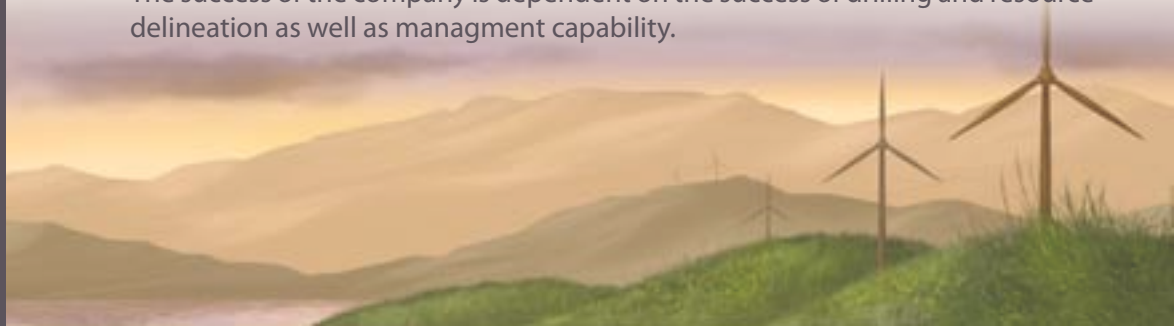 The success of the company is dependent on the success of drilling and resource
delineation as well as managment capability.